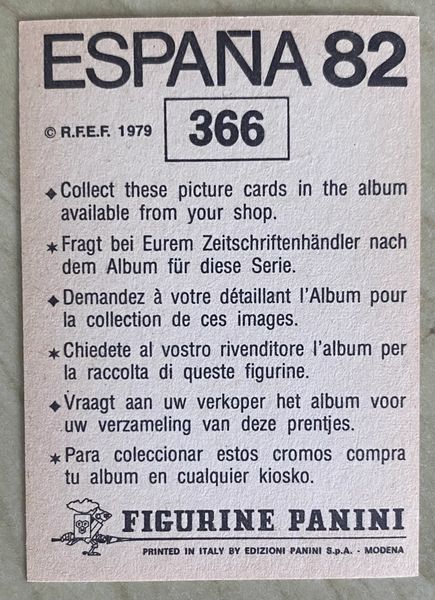 ESPAÑA 82
© R.F.E.F. 1979 366
◆ Collect these picture cards in the album
available from your shop.
✶ Fragt bei Eurem Zeitschriftenhändler nach
dem Album für diese Serie.
◆ Demandez à votre détaillant l'Album pour
la collection de ces images.
✶ Chiedete al vostro rivenditore l'album per
la raccolta di queste figurine.
◆ Vraagt aan uw verkoper het album voor
uw verzameling van deze prentjes.
✶ Para coleccionar estos cromos compra
tu album en cualquier kiosko.
FIGURINE PANINI
PRINTED IN ITALY BY EDIZIONI PANINI S.p.A. - MODENA